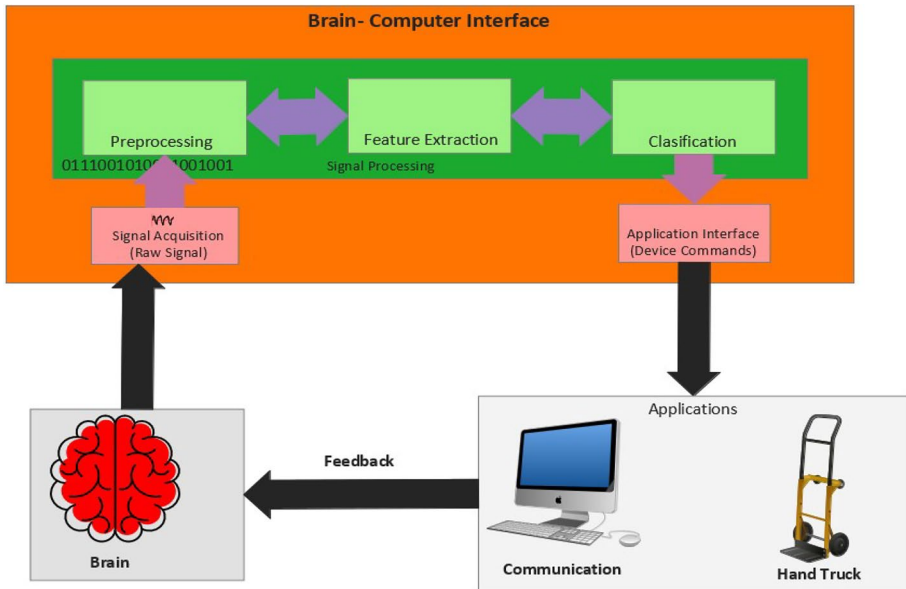 Brain- Computer Interface
Preprocessing
Feature Extraction
Clasification
Signal Processing
Signal Acquisition
(Raw Signal)
Application Interface
(Device Commands)
Applications
Feedback
Brain
Communication
Hand Truck